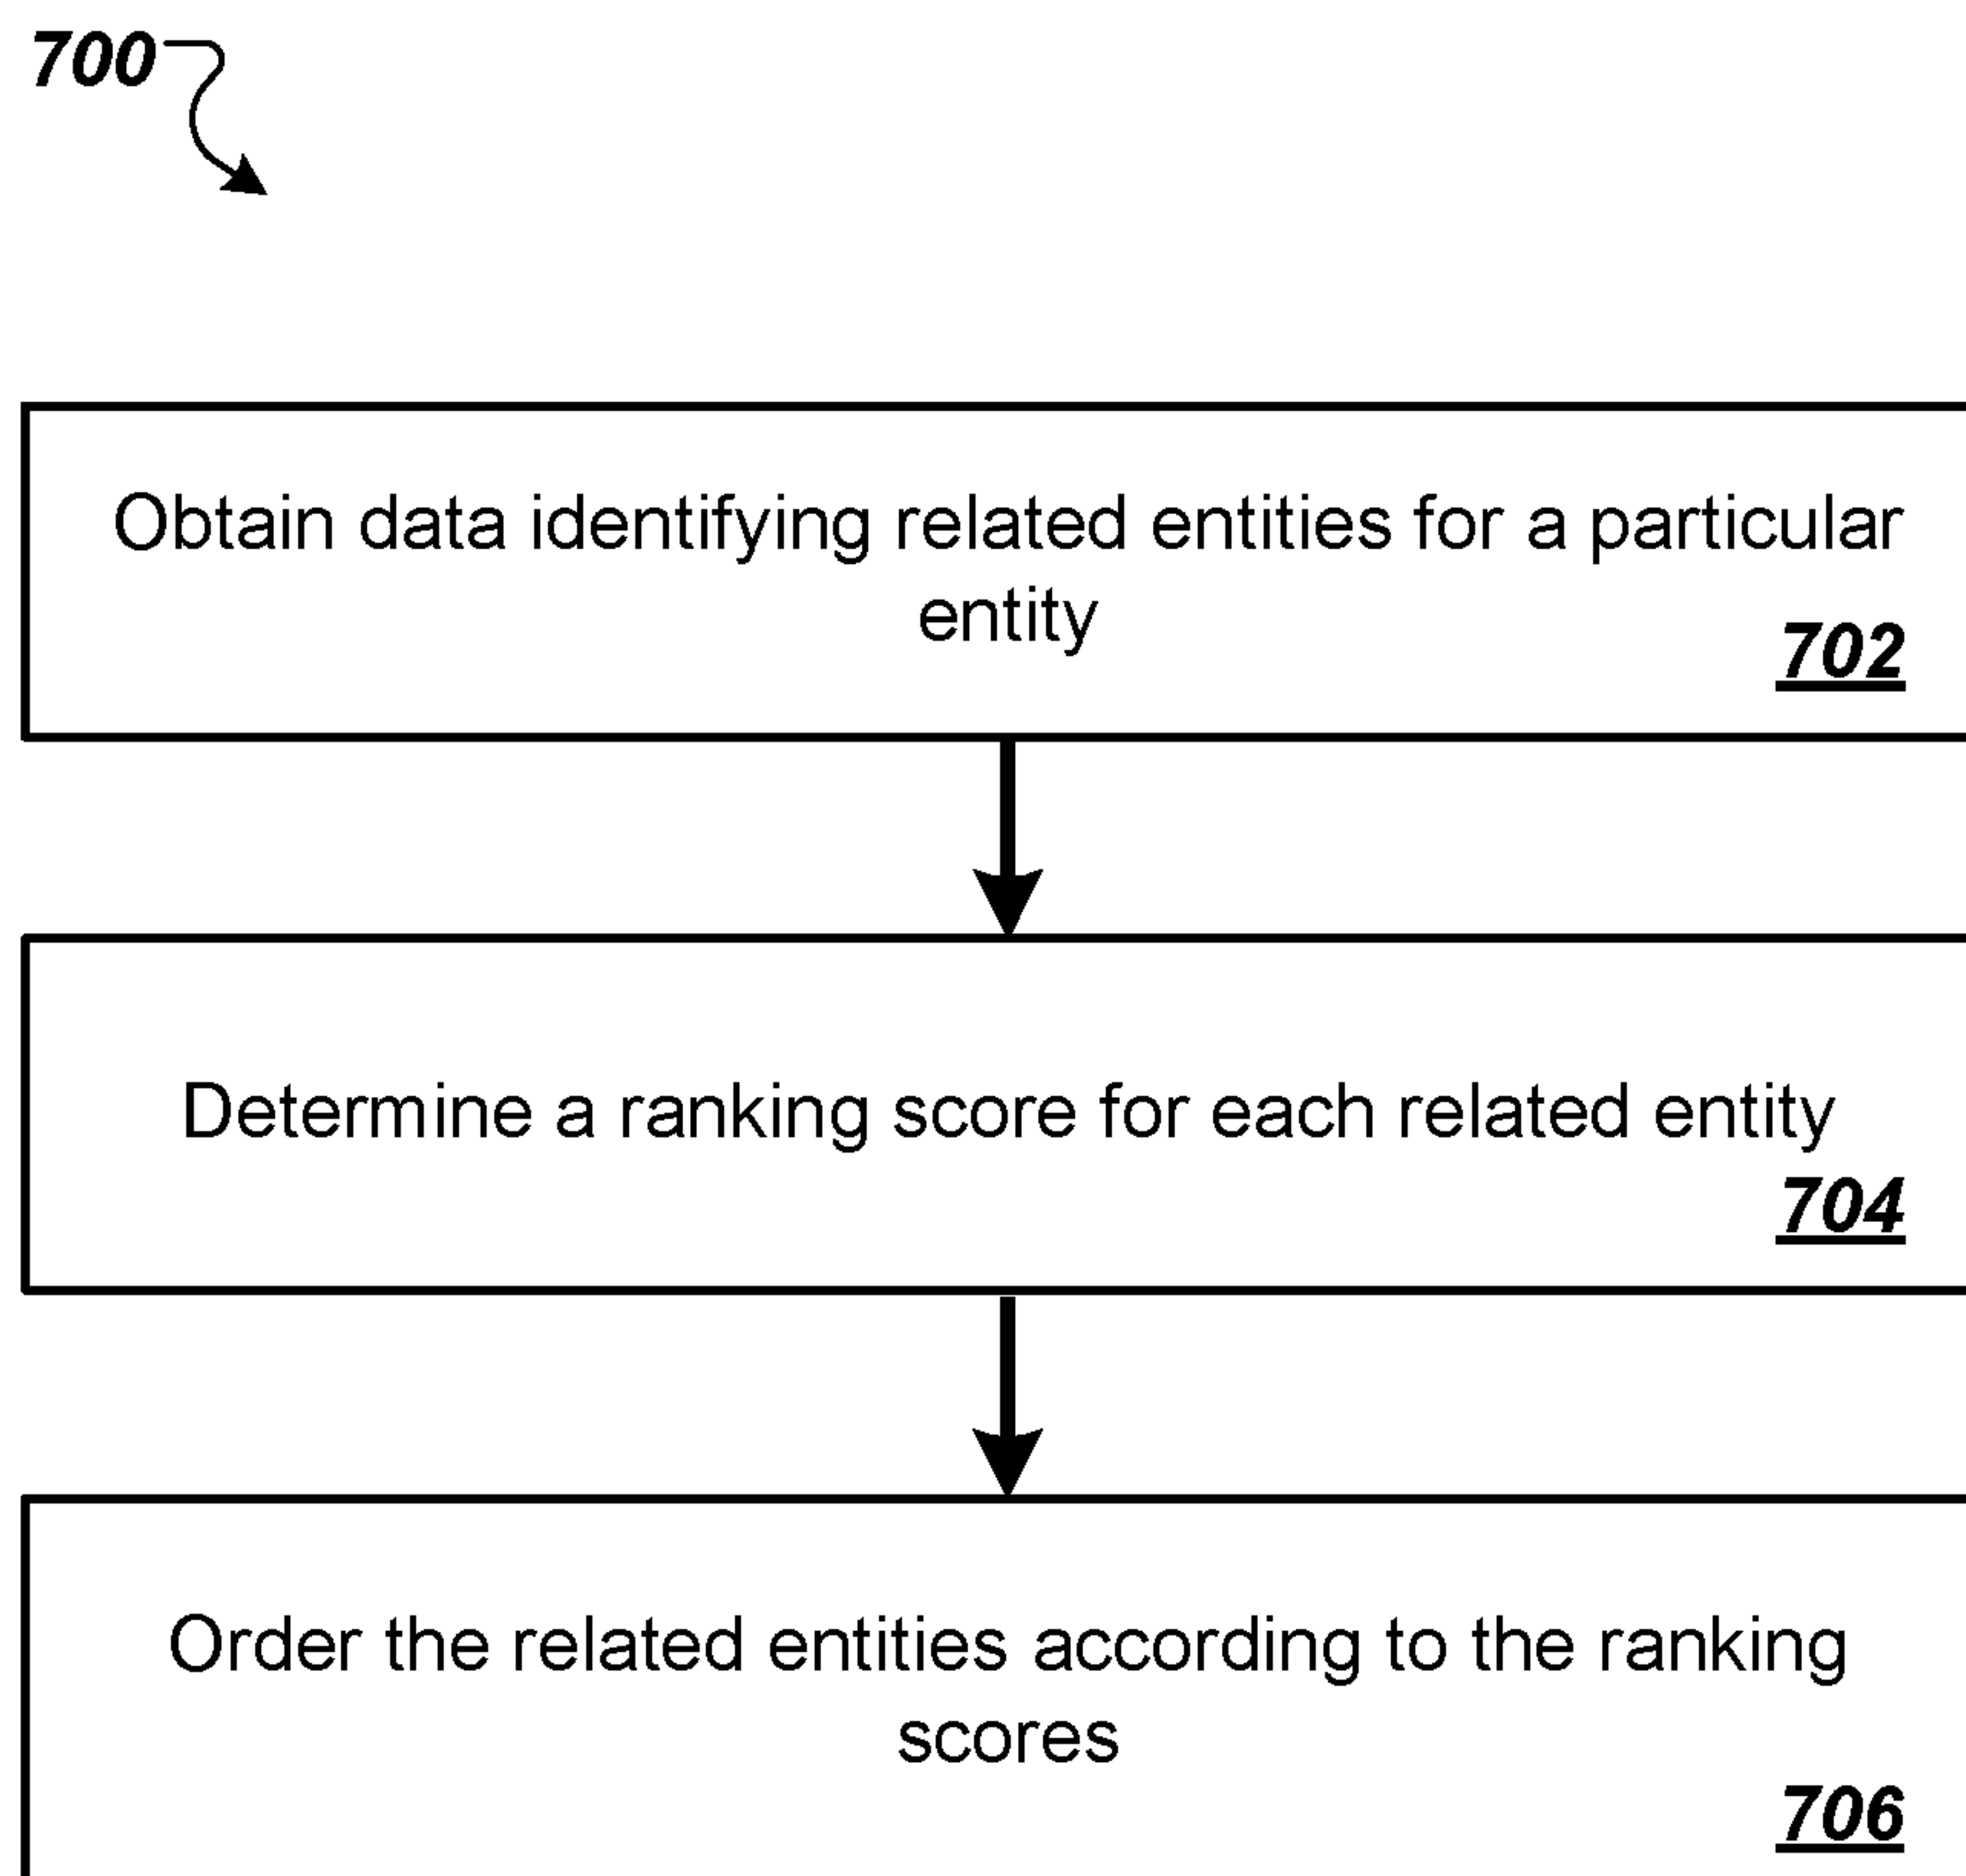 700
Obtain data identifying related entities for a particular
entity
702
Determine a ranking score for each related entity
704
Order the related entities according to the ranking
scores
706